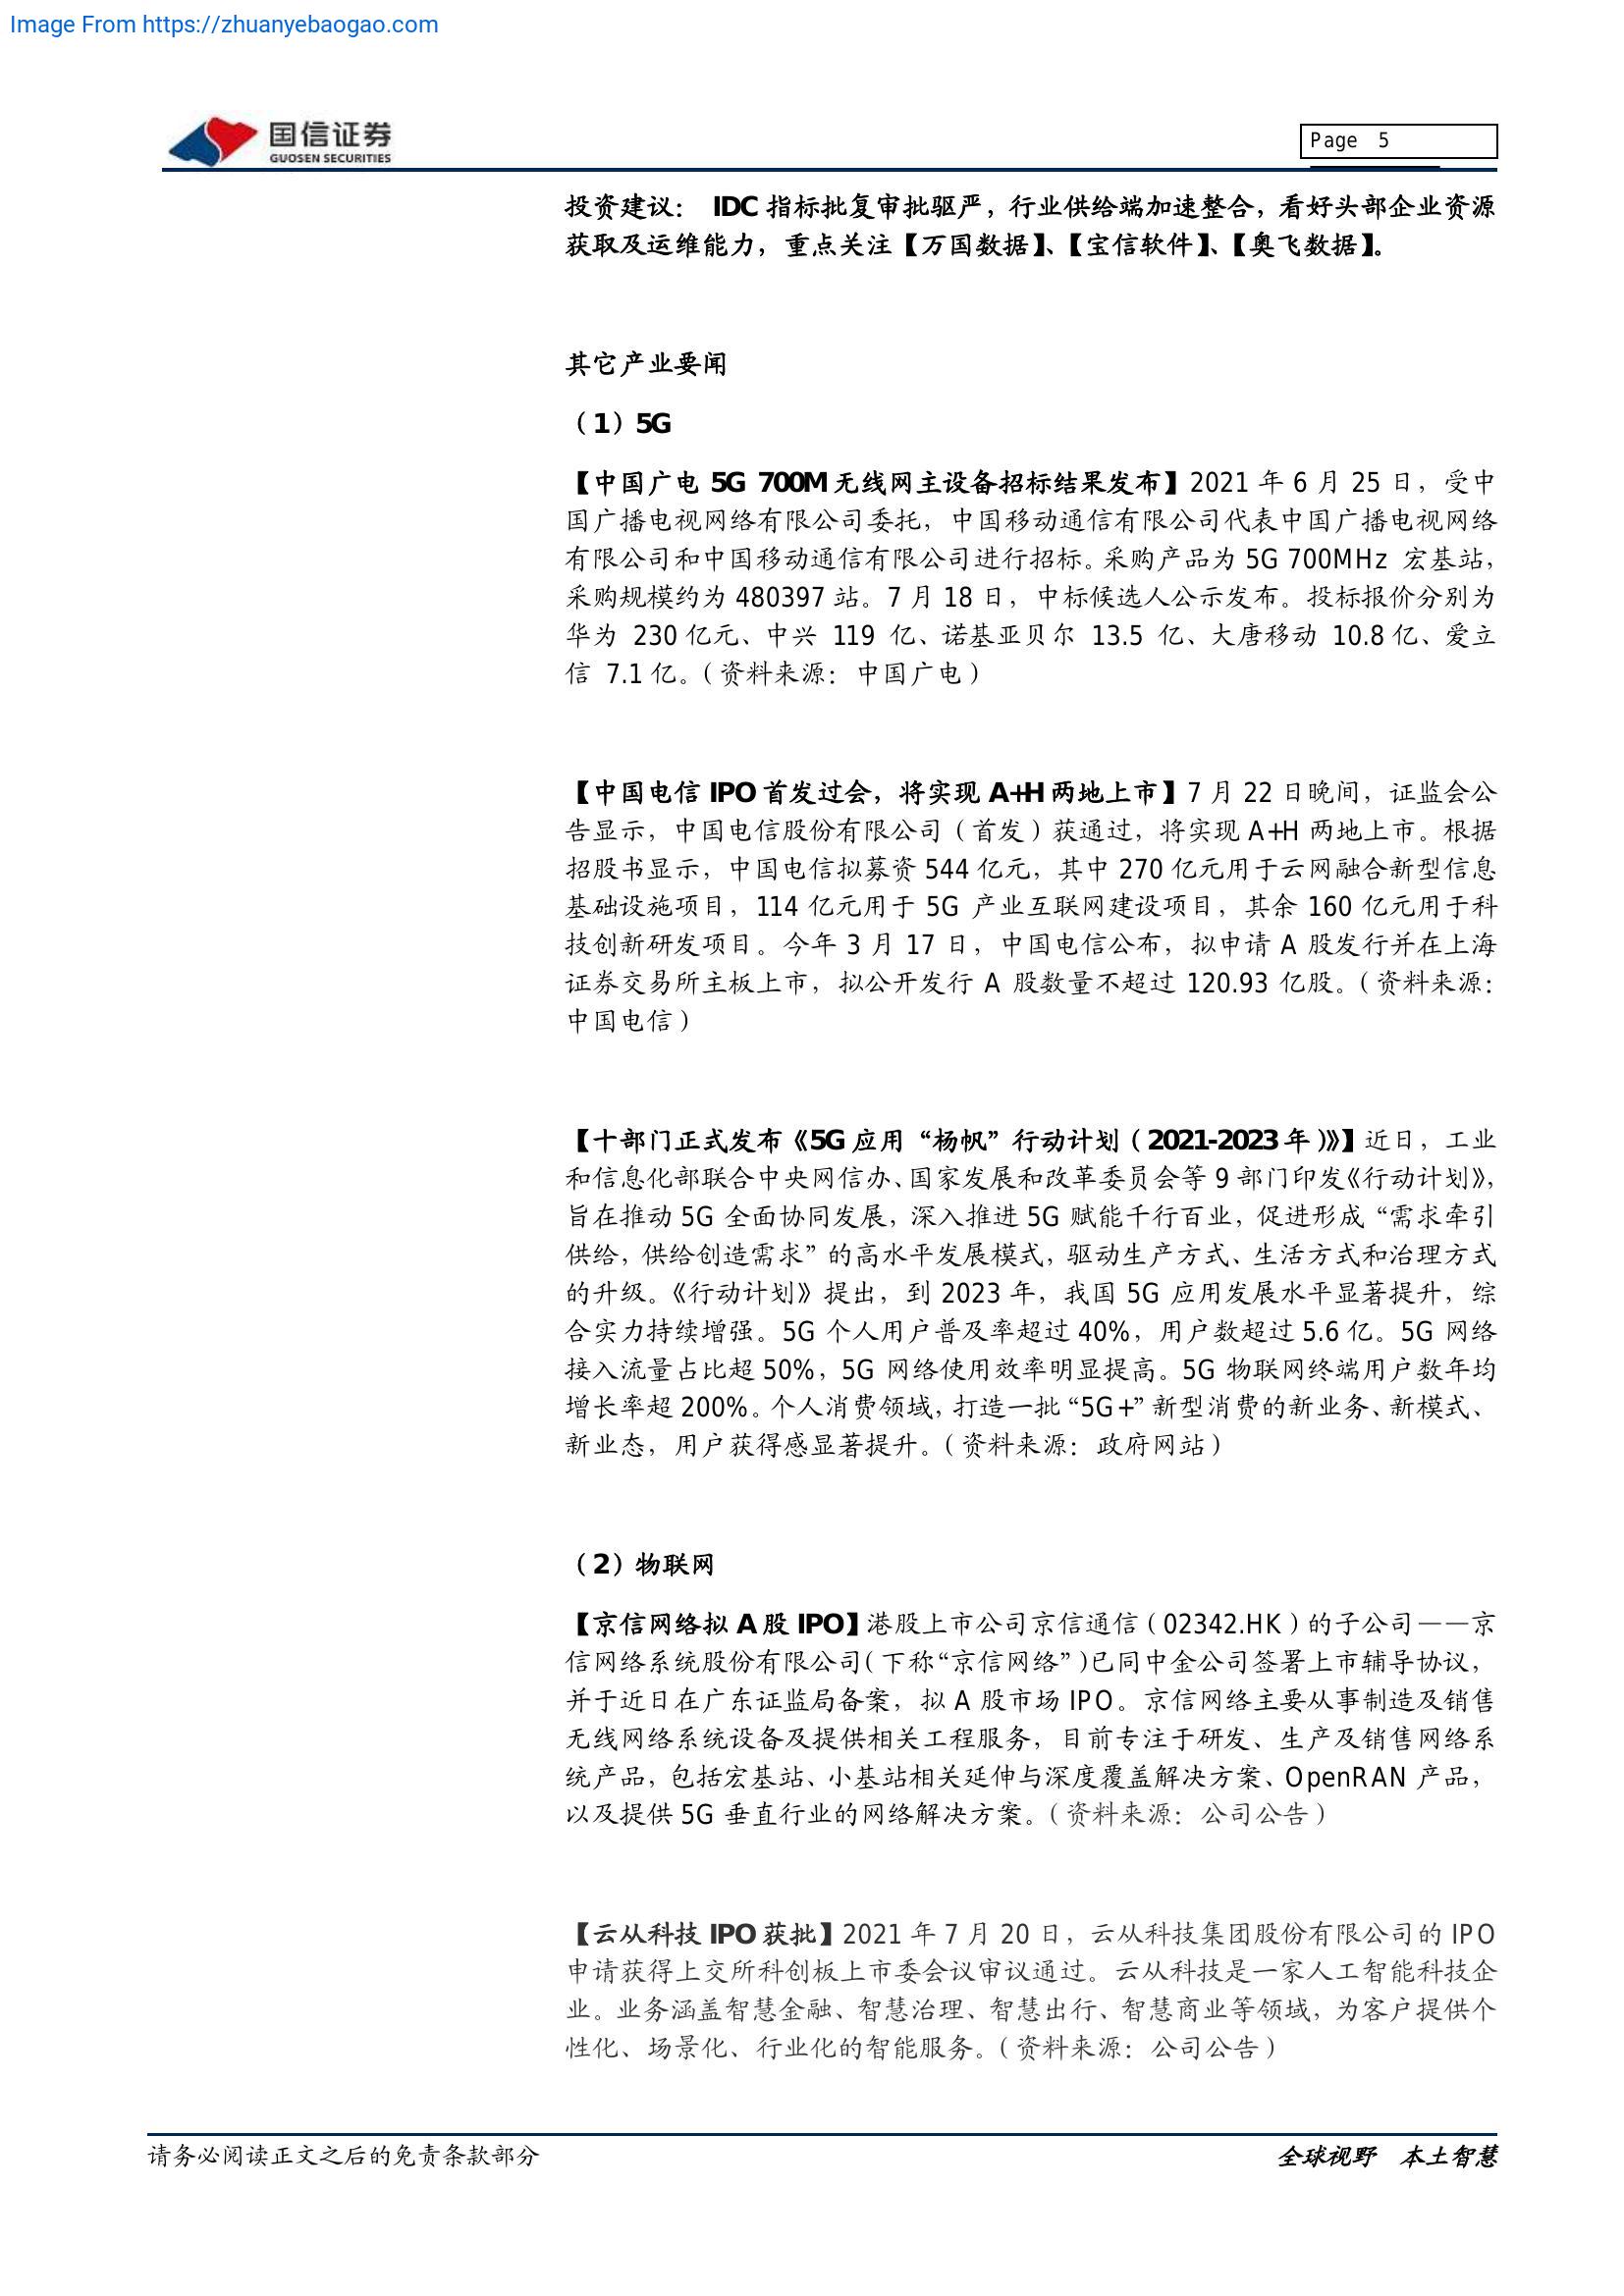 Image From https://zhuanyebaogao.com
国信证券
GUOSEN SECURITIES
Page 5
投资建议： IDC 指标批复审批驱严，行业供给端加速整合，看好头部企业资源
获取及运维能力，重点关注【万国数据】、【宝信软件】、【奥飞数据】。
其它产业要闻
（1）5G
【中国广电 5G 700M 无线网主设备招标结果发布】2021 年 6 月 25 日，受中
国广播电视网络有限公司委托，中国移动通信有限公司代表中国广播电视网络
有限公司和中国移动通信有限公司进行招标。采购产品为 5G 700MHz 宏基站，
采购规模约为 480397 站。7 月 18 日，中标候选人公示发布。投标报价分别为
华为 230 亿元、中兴 119 亿、诺基亚贝尔 13.5 亿、大唐移动 10.8 亿、爱立
信 7.1 亿。（资料来源：中国广电）
【中国电信 IPO 首发过会，将实现 A+H 两地上市】7 月 22 日晚间，证监会公
告显示，中国电信股份有限公司（首发）获通过，将实现 A+H 两地上市。根据
招股书显示，中国电信拟募资 544 亿元，其中 270 亿元用于云网融合新型信息
基础设施项目，114 亿元用于 5G 产业互联网建设项目，其余 160 亿元用于科
技创新研发项目。今年 3 月 17 日，中国电信公布，拟申请 A 股发行并在上海
证券交易所主板上市，拟公开发行 A 股数量不超过 120.93 亿股。（资料来源：
中国电信）
【十部门正式发布《5G 应用“杨帆”行动计划（2021-2023 年）》】近日，工业
和信息化部联合中央网信办、国家发展和改革委员会等 9 部门印发《行动计划》，
旨在推动 5G 全面协同发展，深入推进 5G 赋能千行百业，促进形成“需求牵引
供给，供给创造需求”的高水平发展模式，驱动生产方式、生活方式和治理方式
的升级。《行动计划》提出，到 2023 年，我国 5G 应用发展水平显著提升，综
合实力持续增强。5G 个人用户普及率超过 40%，用户数超过 5.6 亿。5G 网络
接入流量占比超 50%，5G 网络使用效率明显提高。5G 物联网终端用户数年均
增长率超 200%。个人消费领域，打造一批“5G+”新型消费的新业务、新模式、
新业态，用户获得感显著提升。（资料来源：政府网站）
（2）物联网
【京信网络拟 A 股 IPO】港股上市公司京信通信（02342.HK）的子公司——京
信网络系统股份有限公司(下称“京信网络”)已同中金公司签署上市辅导协议，
并于近日在广东证监局备案，拟 A 股市场 IPO。京信网络主要从事制造及销售
无线网络系统设备及提供相关工程服务，目前专注于研发、生产及销售网络系
统产品，包括宏基站、小基站相关延伸与深度覆盖解决方案、OpenRAN 产品，
以及提供 5G 垂直行业的网络解决方案。（资料来源：公司公告）
【云从科技 IPO 获批】2021 年 7 月 20 日，云从科技集团股份有限公司的 IPO
申请获得上交所科创板上市委会议审议通过。云从科技是一家人工智能科技企
业。业务涵盖智慧金融、智慧治理、智慧出行、智慧商业等领域，为客户提供个
性化、场景化、行业化的智能服务。（资料来源：公司公告）
请务必阅读正文之后的免责条款部分
全球视野 本土智慧